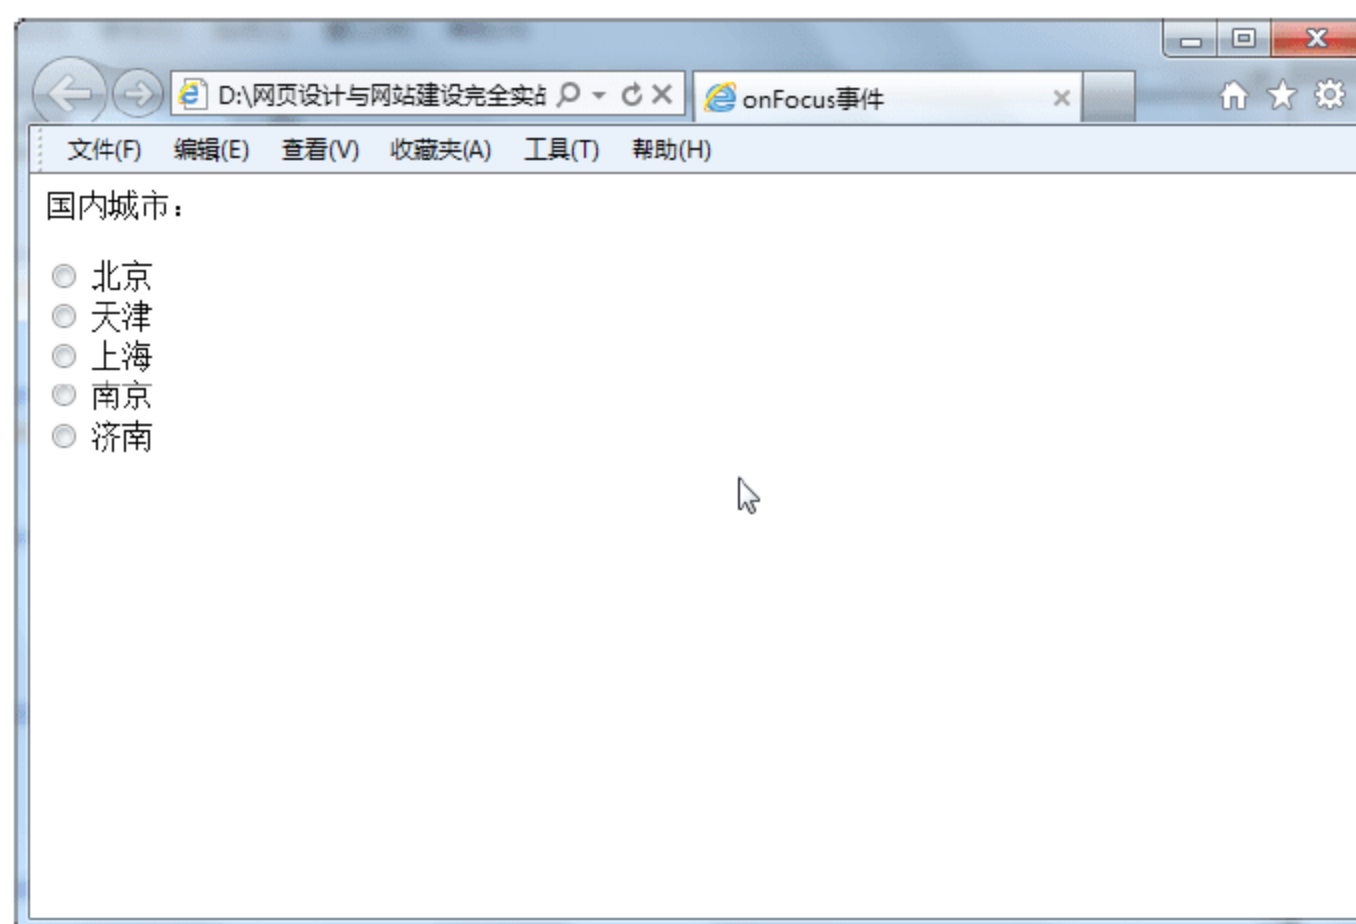 D:\网页设计与网站建设完全实
onFocus事件
文件(F) 编辑(E) 查看(V) 收藏夹(A) 工具(T) 帮助(H)
国内城市：
北京
天津
上海
南京
济南